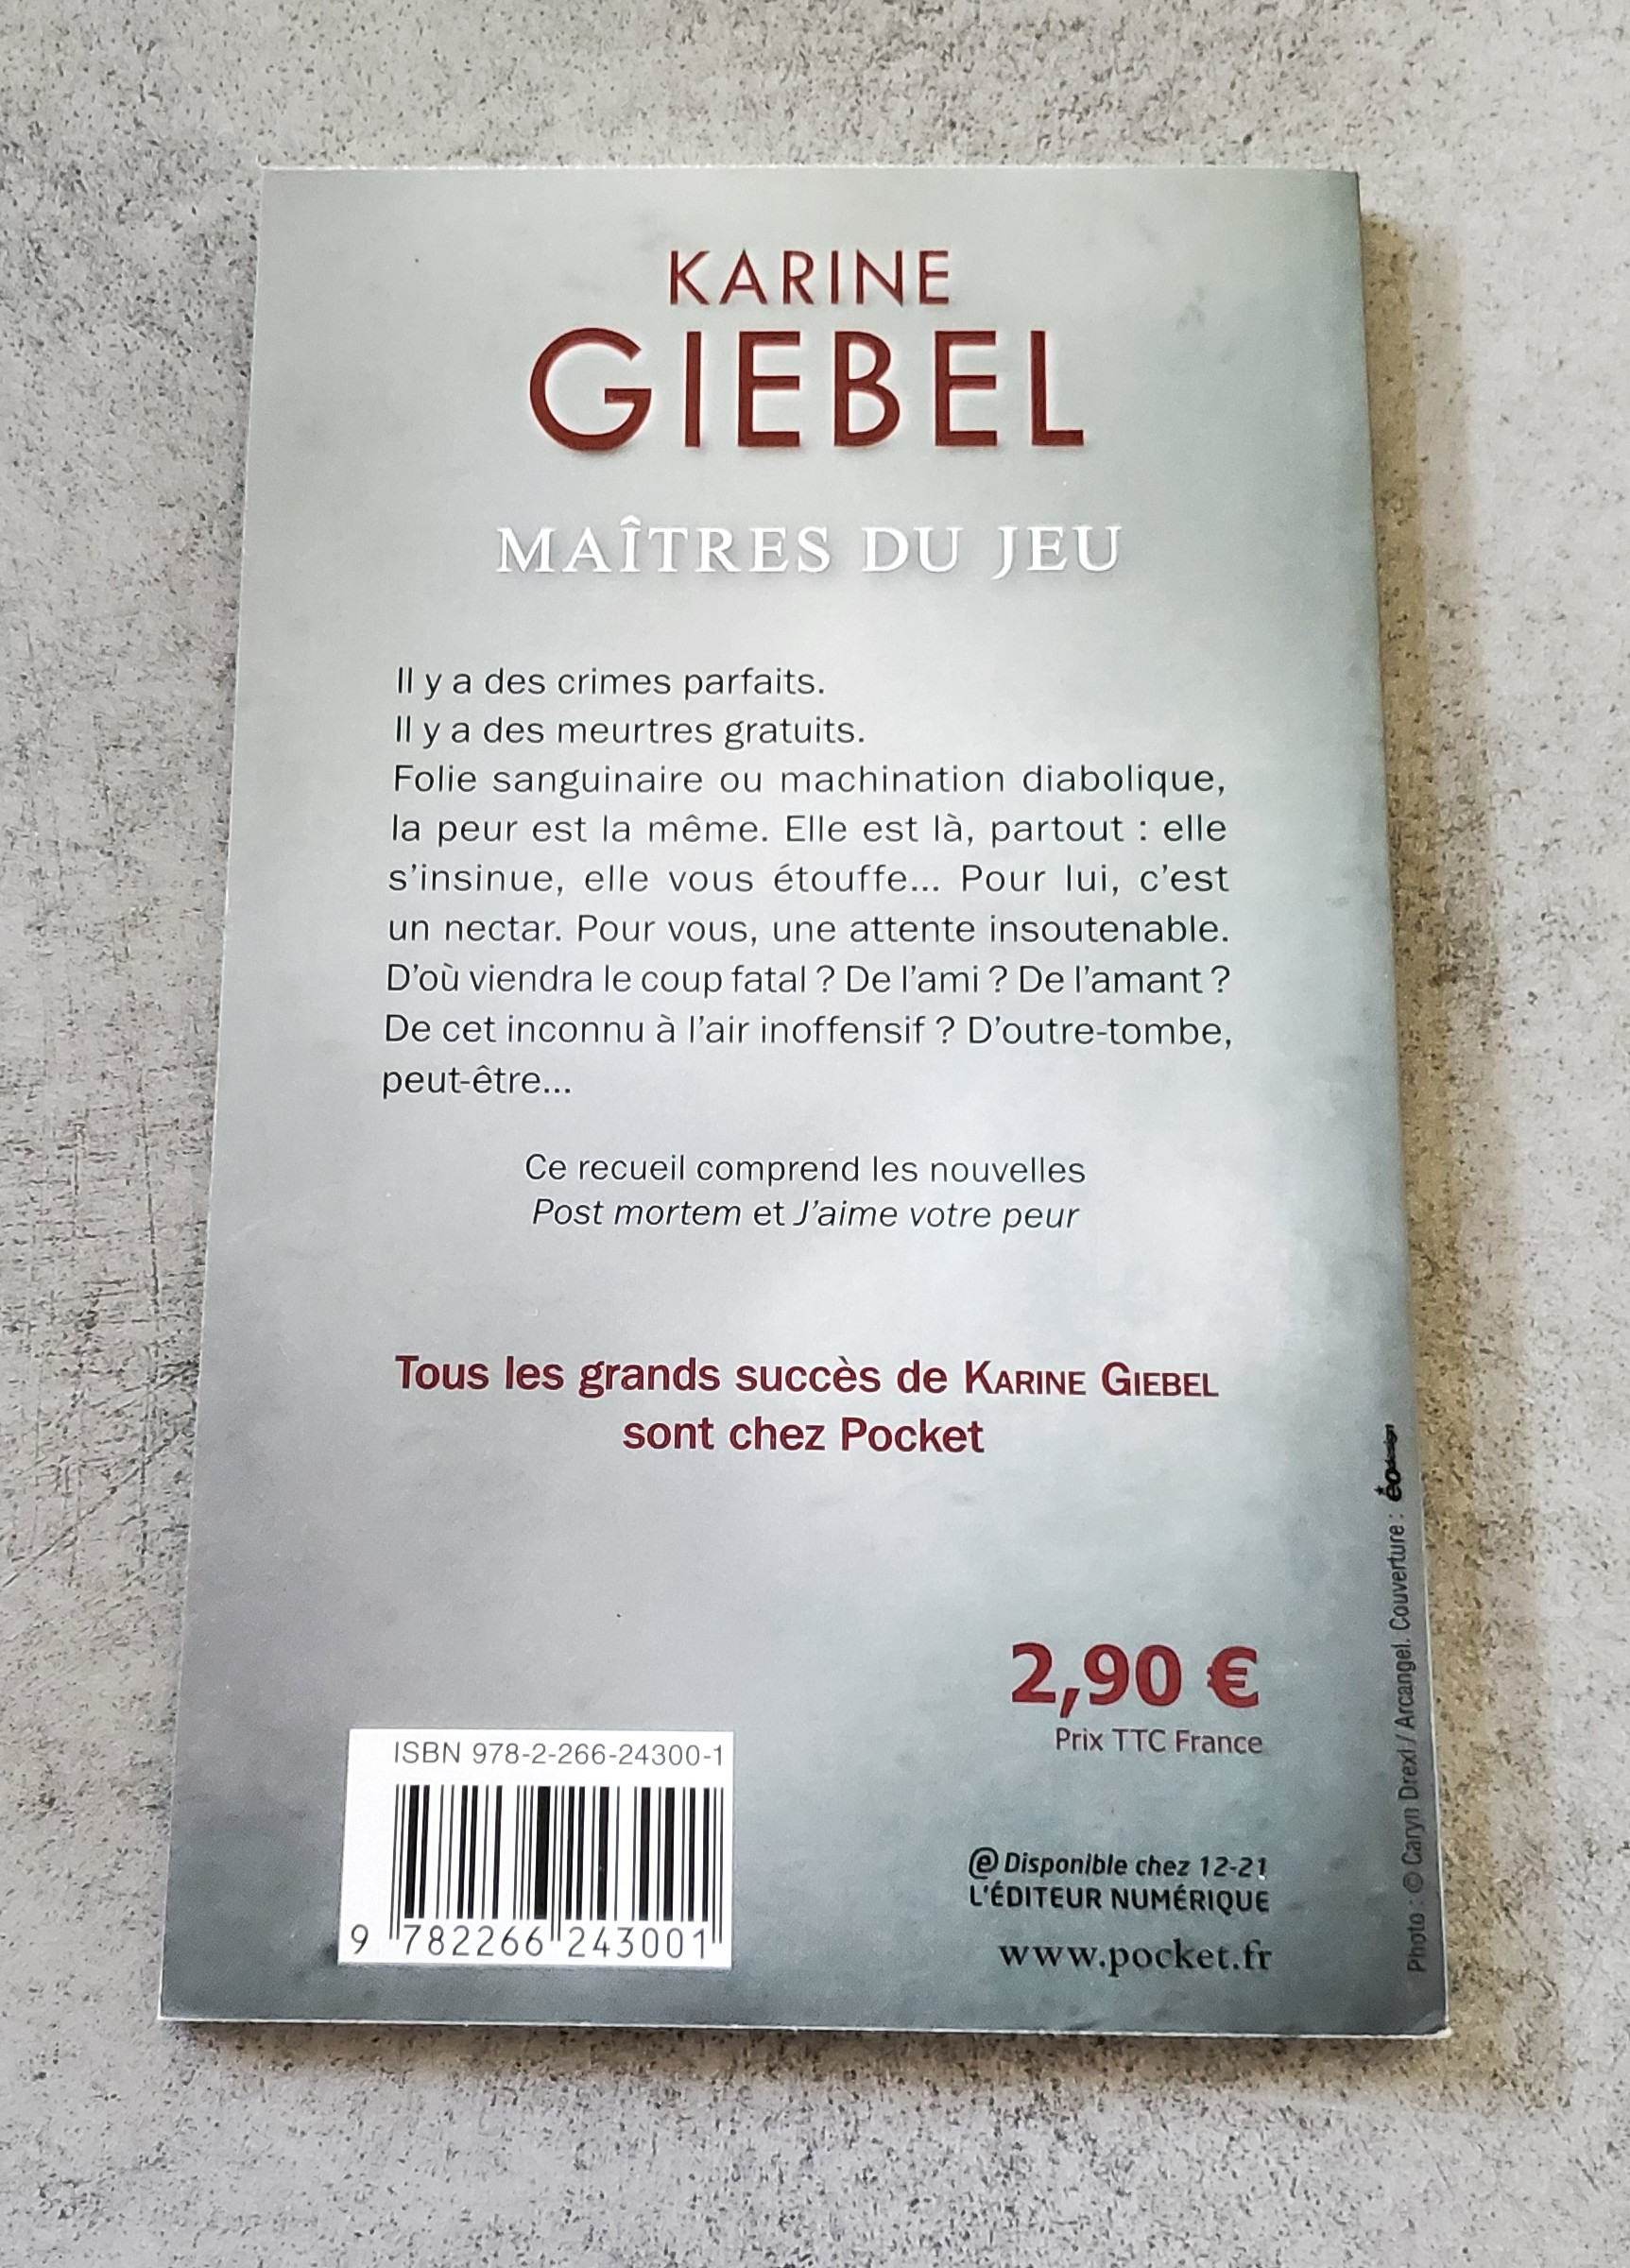 KARINE
GIEBEL
MAÎTRES DU JEU
Il y a des crimes parfaits.
Il y a des meurtres gratuits.
Folie sanguinaire ou machination diabolique,
la peur est la même. Elle est là, partout : elle
s'insinue, elle vous étouffe... Pour lui, c'est
un nectar. Pour vous, une attente insoutenable.
D'où viendra le coup fatal ? De l'ami ? De l'amant ?
De cet inconnu à l'air inoffensif ? D'outre-tombe,
peut-être...
Ce recueil comprend les nouvelles
Post mortem et J'aime votre peur
Tous les grands succès de KARINE GIEBEL
sont chez Pocket
2,90 €
Prix TTC France
ISBN 978-2-266-24300-1
9 782266 243001
@ Disponible chez 12-21
L'ÉDITEUR NUMÉRIQUE
www.pocket.fr
Photo : © Caryn Drexl / Arcangel. Couverture : éo design